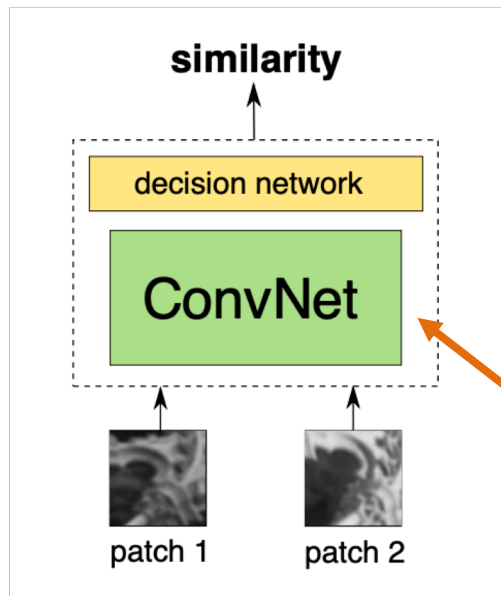 similarity
decision network
ConvNet
patch 1
patch 2